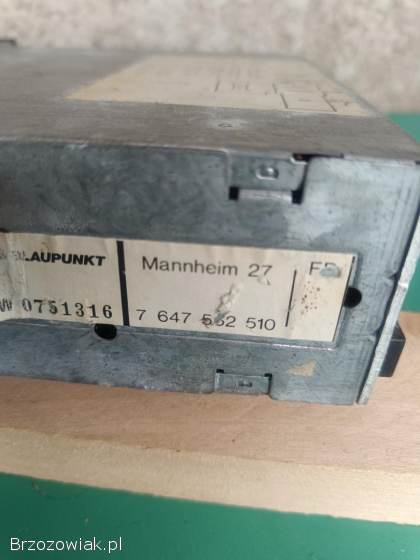 BLAUPUNKT
Mannheim 27
W 0751316
7 647 552 510
Brzozowiak.pl